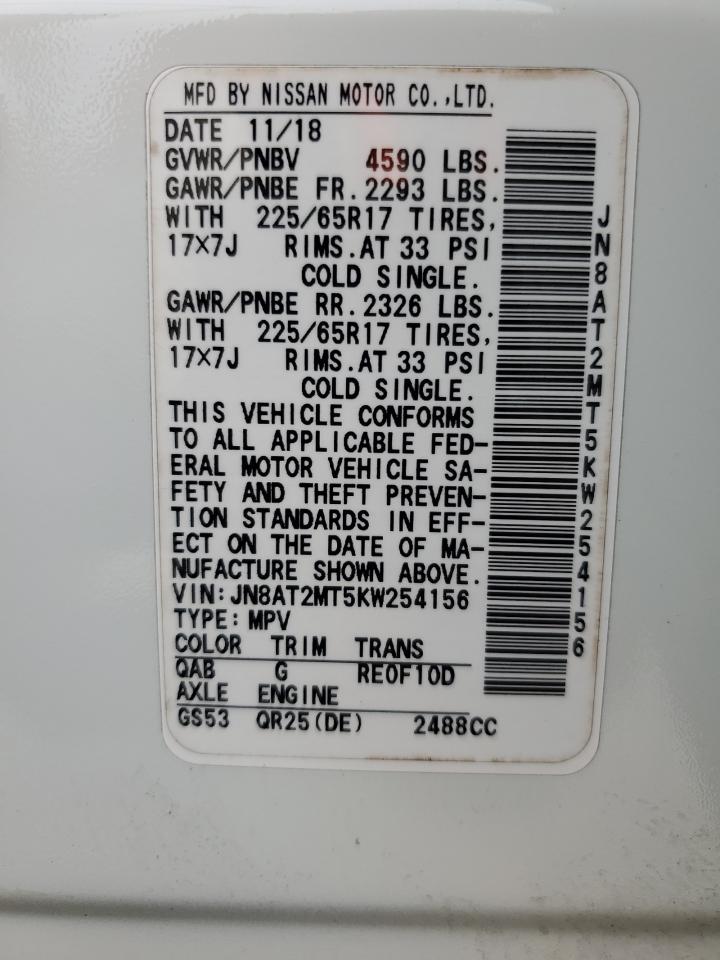 MFD BY NISSAN MOTOR CO.,LTD.
DATE 11/18
GVWR/PNBV 4590 LBS.
GAWR/PNBE FR.2293 LBS.
WITH 225/65R17 TIRES,
17X7J RIMS.AT 33 PSI
COLD SINGLE.
GAWR/PNBE RR.2326 LBS.
WITH 225/65R17 TIRES,
17X7J RIMS.AT 33 PSI
COLD SINGLE.
THIS VEHICLE CONFORMS
TO ALL APPLICABLE FED-
ERAL MOTOR VEHICLE SA-
FETY AND THEFT PREVEN-
TION STANDARDS IN EFF-
ECT ON THE DATE OF MA-
NUFACTURE SHOWN ABOVE.
VIN:JN8AT2MT5KW254156
TYPE:MPV
COLOR TRIM TRANS
QAB G RE0F10D
AXLE ENGINE
GS53 QR25(DE) 2488CC
JN8AT2MT5KW254156